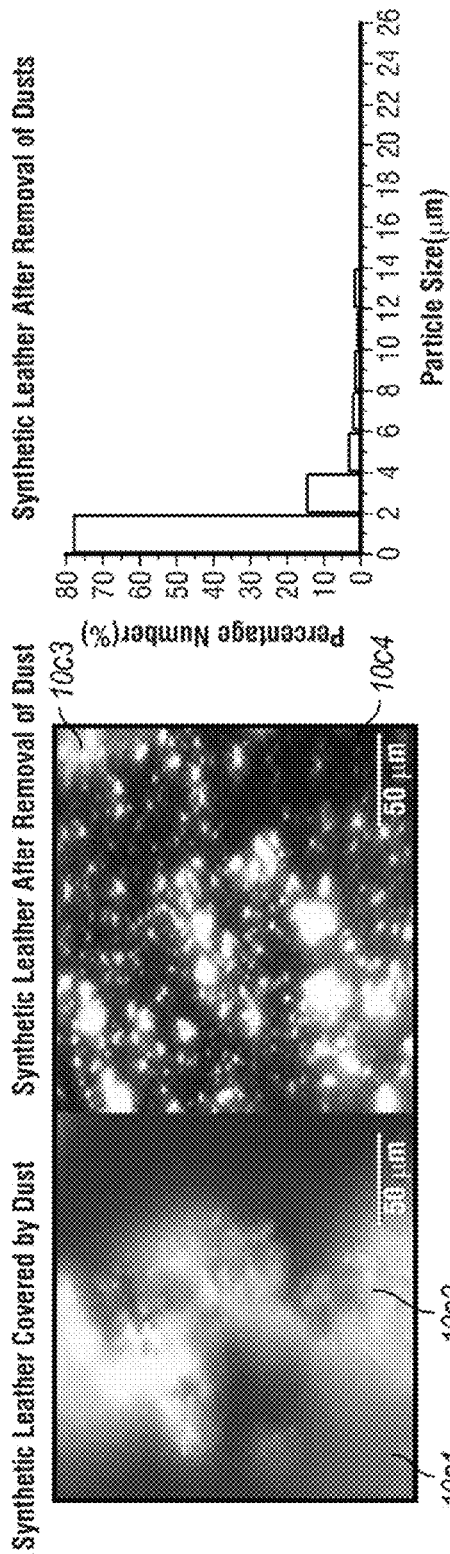 Synthetic Leather Covered by Dust
Synthetic Leather After Removal of Dust
50 μm
50 μm
10c3
10c4
Synthetic Leather After Removal of Dusts
Percentage Number(%)
80
70
60
50
40
30
20
10
0
0 2 4 6 8 10 12 14 16 18 20 22 24 26
Particle Size(μm)